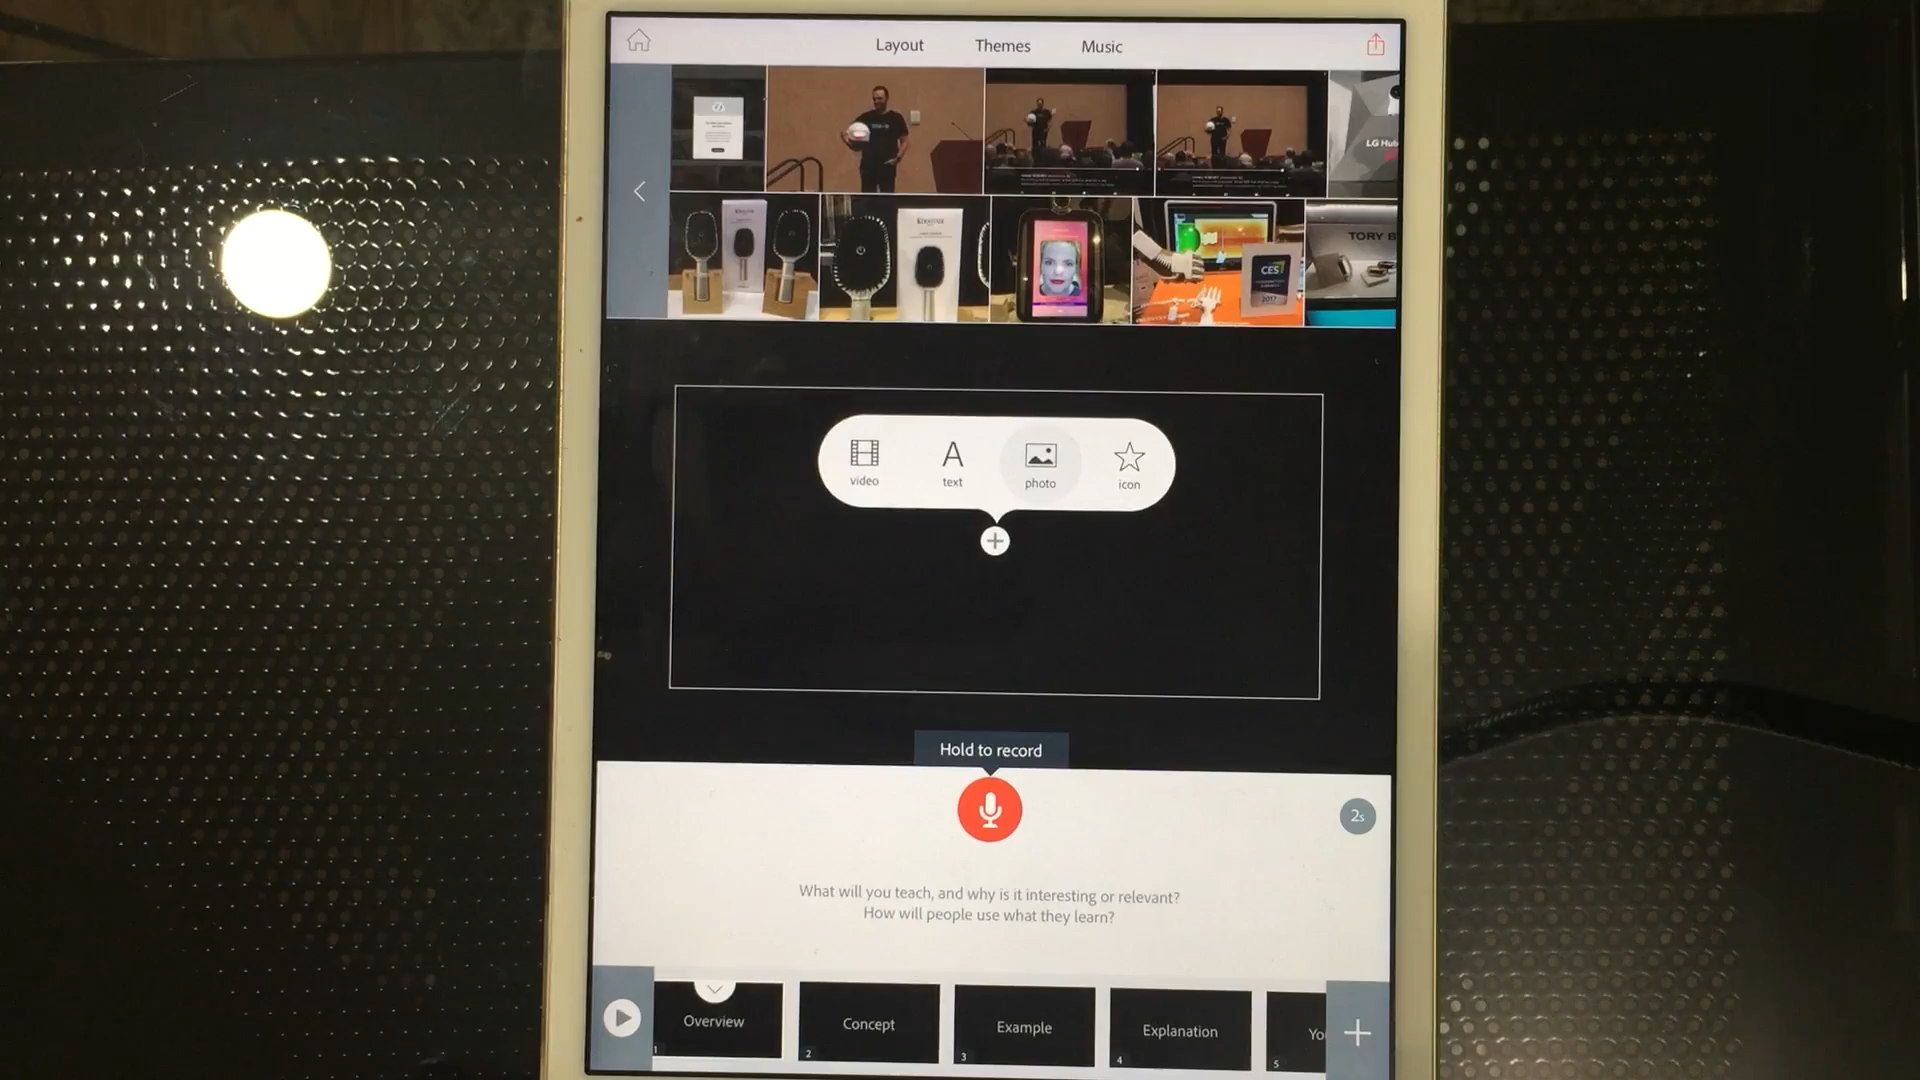 Layout
Themes
Music
LG Hub
CES
2017
TORY B
video
text
photo
icon
Hold to record
2s
What will you teach, and why is it interesting or relevant?
How will people use what they learn?
Overview
Concept
Example
Explanation
Yo
1
2
3
4
5